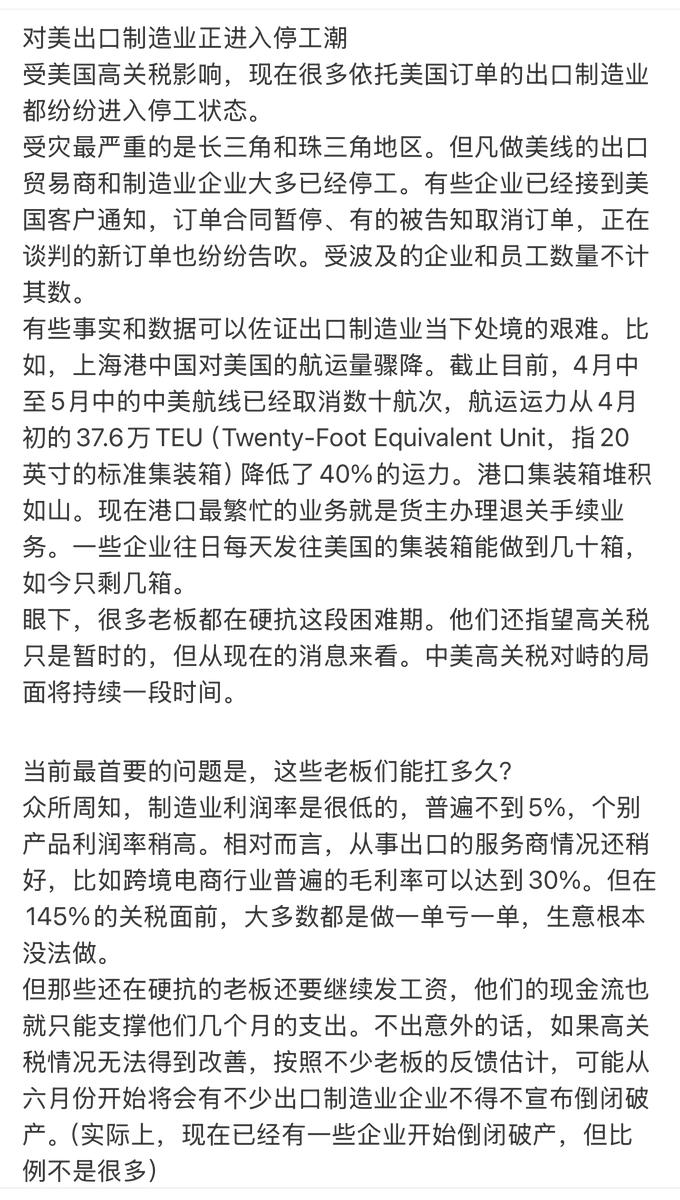 对美出口制造业正进入停工潮
受美国高关税影响，现在很多依托美国订单的出口制造业
都纷纷进入停工状态。
受灾最严重的是长三角和珠三角地区。但凡做美线的出口
贸易商和制造业企业大多已经停工。有些企业已经接到美
国客户通知，订单合同暂停、有的被告知取消订单，正在
谈判的新订单也纷纷告吹。受波及的企业和员工数量不计
其数。
有些事实和数据可以佐证出口制造业当下处境的艰难。比
如，上海港中国对美国的航运量骤降。截止目前，4月中
至5月中的中美航线已经取消数十航次，航运运力从4月
初的37.6万TEU（Twenty-Foot Equivalent Unit，指20
英寸的标准集装箱）降低了40%的运力。港口集装箱堆积
如山。现在港口最繁忙的业务就是货主办理退关手续业
务。一些企业往日每天发往美国的集装箱能做到几十箱，
如今只剩几箱。
眼下，很多老板都在硬抗这段困难期。他们还指望高关税
只是暂时的，但从现在的消息来看。中美高关税对峙的局
面将持续一段时间。
当前最首要的问题是，这些老板们能扛多久？
众所周知，制造业利润率是很低的，普遍不到5%，个别
产品利润率稍高。相对而言，从事出口的服务商情况还稍
好，比如跨境电商行业普遍的毛利率可以达到30%。但在
145%的关税面前，大多数都是做一单亏一单，生意根本
没法做。
但那些还在硬抗的老板还要继续发工资，他们的现金流也
就只能支撑他们几个月的支出。不出意外的话，如果高关
税情况无法得到改善，按照不少老板的反馈估计，可能从
六月份开始将会有不少出口制造业企业不得不宣布倒闭破
产。（实际上，现在已经有一些企业开始倒闭破产，但比
例不是很多）